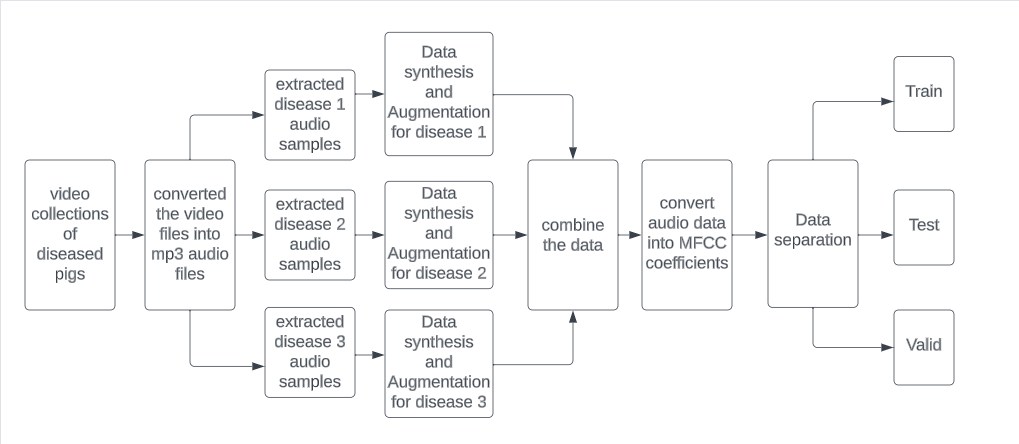 video
collections
of
diseased
pigs
converted
the video
files into
mp3 audio
files
extracted
disease 1
audio
samples
Data
synthesis
and
Augmentation
for disease 1
extracted
disease 2
audio
samples
Data
synthesis
and
Augmentation
for disease 2
extracted
disease 3
audio
samples
Data
synthesis
and
Augmentation
for disease 3
combine
the data
convert
audio data
into MFCC
coefficients
Data
separation
Train
Test
Valid